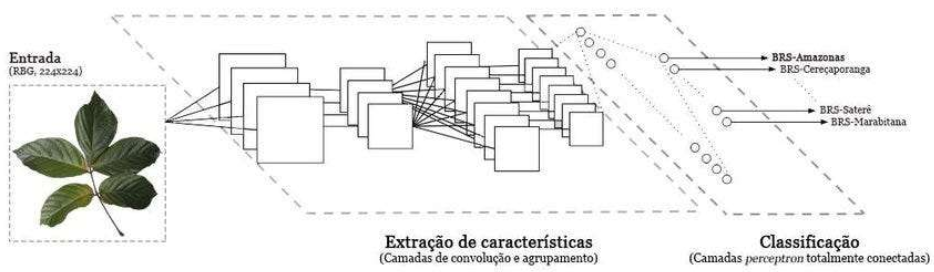 Entrada
(RBG, 224x224)
BRS-Amazonas
BRS-Cereçaporanga
BRS-Saterê
BRS-Marabitana
Extração de características
(Camadas de convolução e agrupamento)
Classificação
(Camadas perceptron totalmente conectadas)